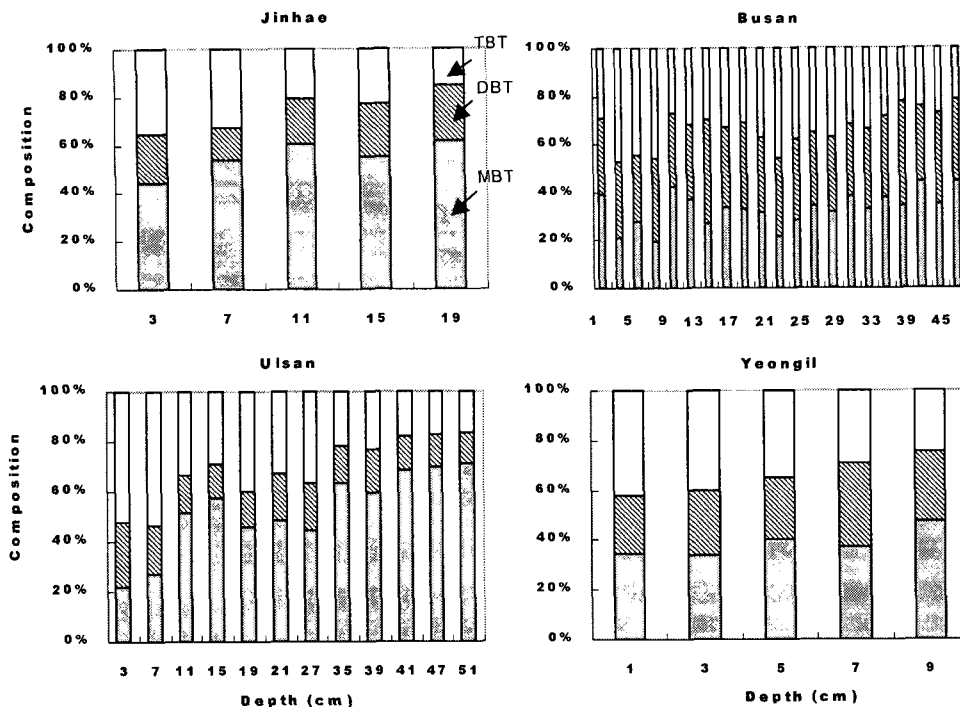 Jinhae
100%
80%
60%
40%
20%
0%
Composition
TBT
DBT
MBT
3 7 11 15 19
Busan
100%
80%
60%
40%
20%
0%
1 5 9 13 17 21 25 29 33 39 45
Ulsan
100%
80%
60%
40%
20%
0%
Composition
3 7 11 15 19 21 27 35 39 41 47 51
Depth (cm)
Yeongil
100%
80%
60%
40%
20%
0%
1 3 5 7 9
Depth (cm)